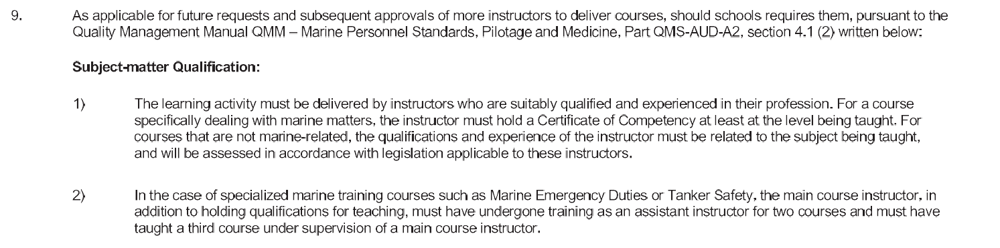 9. As applicable for future requests and subsequent approvals of more instructors to deliver courses, should schools requires them, pursuant to the
Quality Management Manual QMM – Marine Personnel Standards, Pilotage and Medicine, Part QMS-AUD-A2, section 4.1 (2) written below:
Subject-matter Qualification:
1) The learning activity must be delivered by instructors who are suitably qualified and experienced in their profession. For a course
specifically dealing with marine matters, the instructor must hold a Certificate of Competency at least at the level being taught. For
courses that are not marine-related, the qualifications and experience of the instructor must be related to the subject being taught,
and will be assessed in accordance with legislation applicable to these instructors.
2) In the case of specialized marine training courses such as Marine Emergency Duties or Tanker Safety, the main course instructor, in
addition to holding qualifications for teaching, must have undergone training as an assistant instructor for two courses and must have
taught a third course under supervision of a main course instructor.